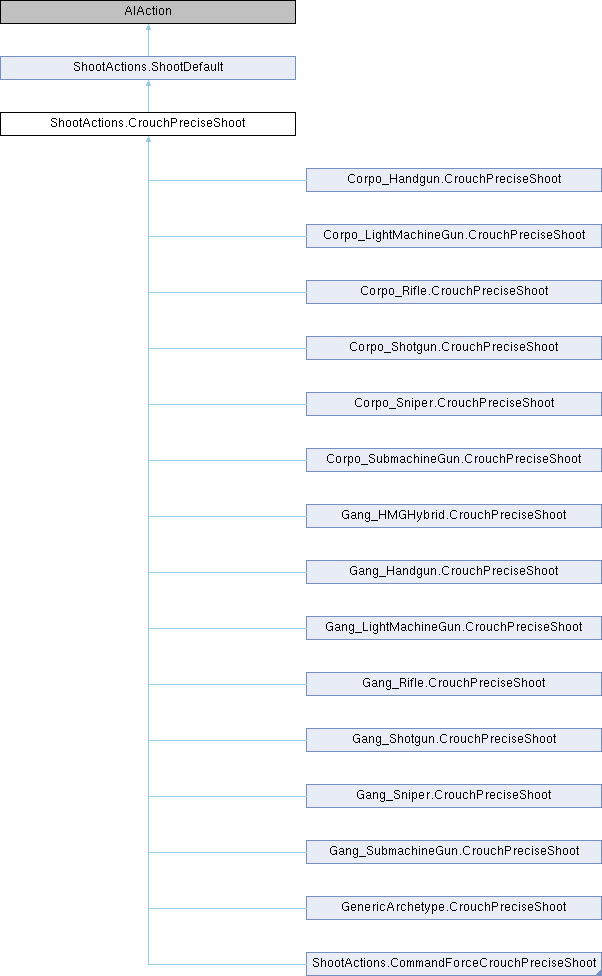 AIAction
ShootActions.ShootDefault
ShootActions.CrouchPreciseShoot
Corpo_Handgun.CrouchPreciseShoot
Corpo_LightMachineGun.CrouchPreciseShoot
Corpo_Rifle.CrouchPreciseShoot
Corpo_Shotgun.CrouchPreciseShoot
Corpo_Sniper.CrouchPreciseShoot
Corpo_SubmachineGun.CrouchPreciseShoot
Gang_HMGHybrid.CrouchPreciseShoot
Gang_Handgun.CrouchPreciseShoot
Gang_LightMachineGun.CrouchPreciseShoot
Gang_Rifle.CrouchPreciseShoot
Gang_Shotgun.CrouchPreciseShoot
Gang_Sniper.CrouchPreciseShoot
Gang_SubmachineGun.CrouchPreciseShoot
GenericArchetype.CrouchPreciseShoot
ShootActions.CommandForceCrouchPreciseShoot